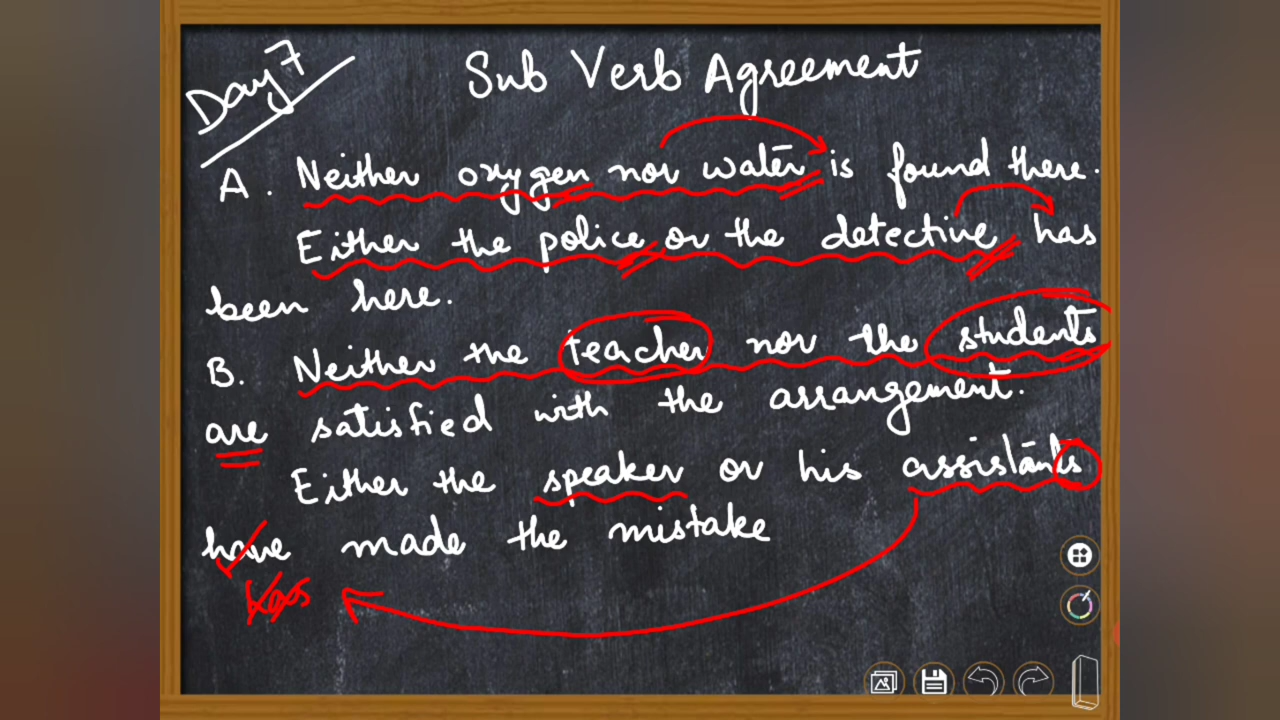 Day 7
Sub Verb Agreement
A. Neither oxygen nor water is found there.
Either the police or the detective has
been here.
B. Neither the teacher nor the students
are satisfied with the arrangement.
Either the speaker or his assistants
have made the mistake
has